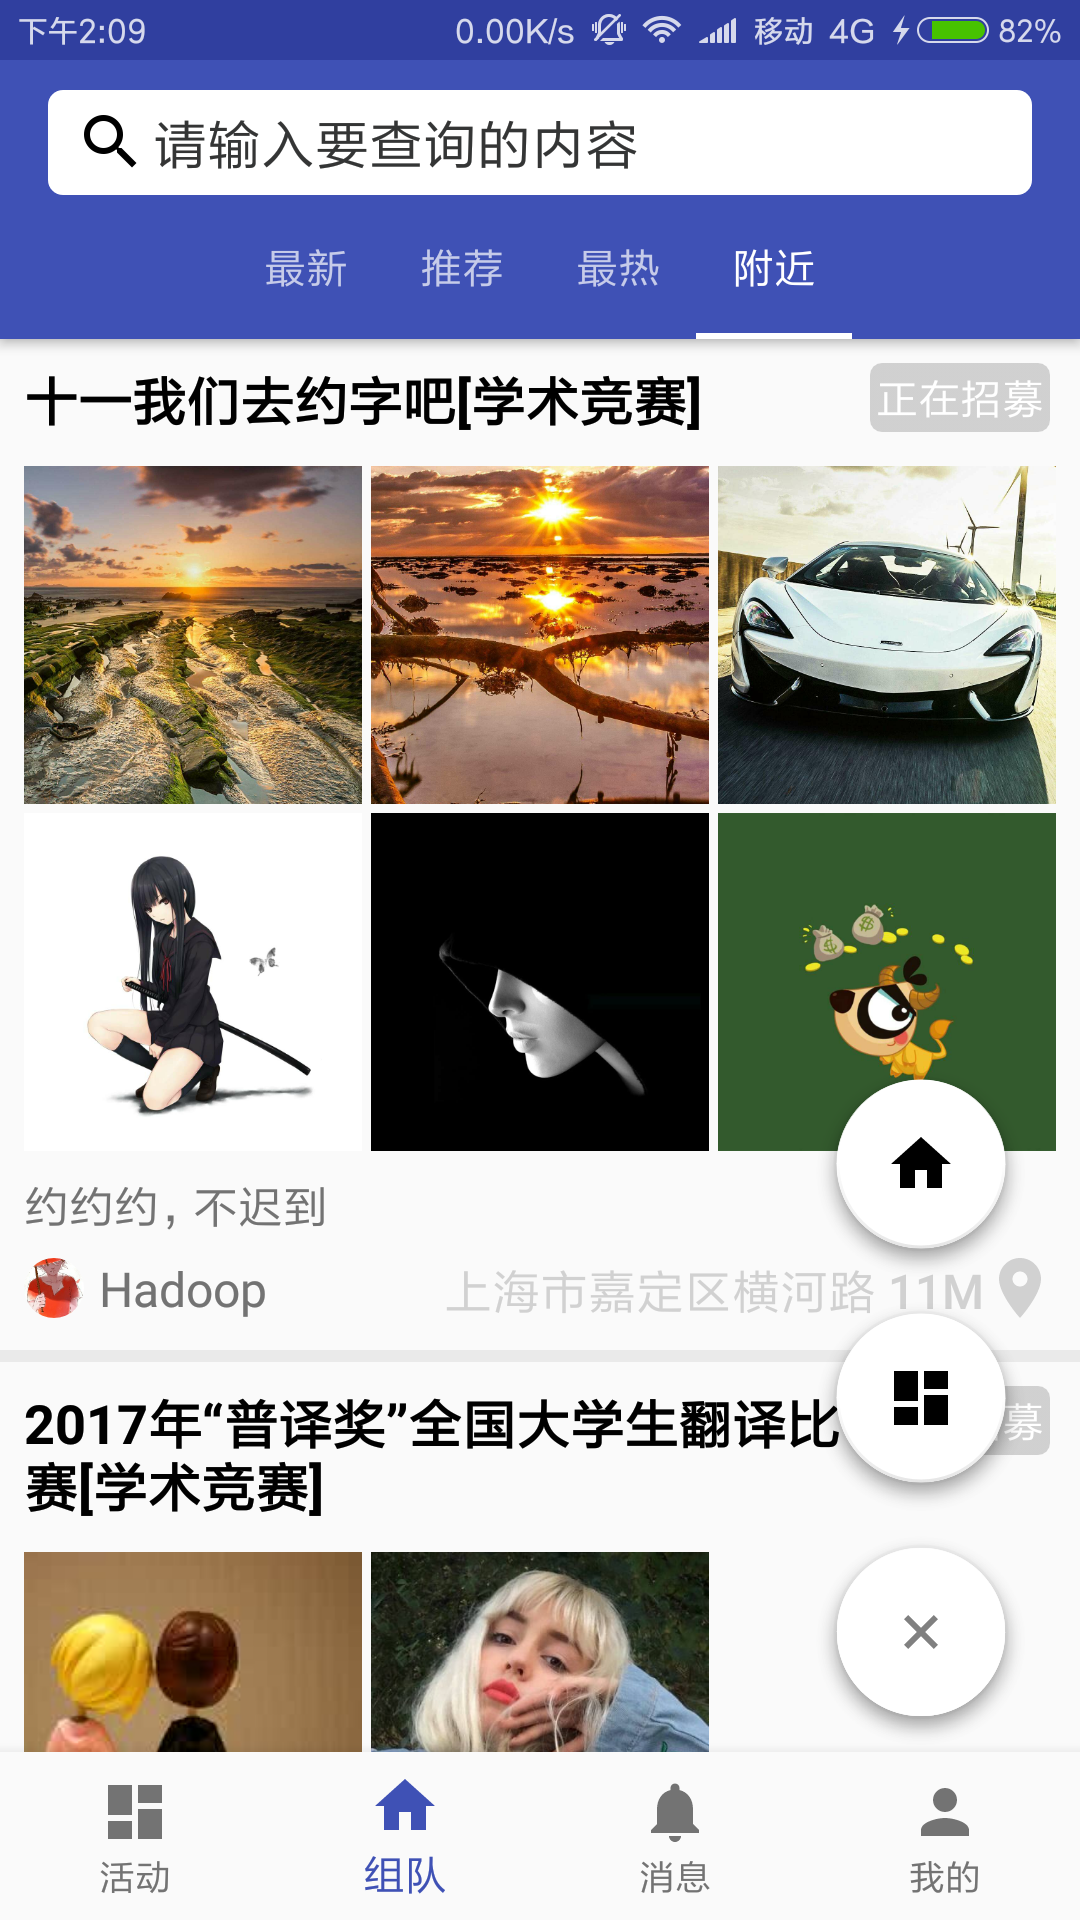 下午2:09 0.00K/s 移动 4G 82%
请输入要查询的内容
最新 推荐 最热 附近
十一我们去约字吧[学术竞赛] 正在招募
约约约，不迟到
Hadoop 上海市嘉定区横河路 11M
2017年“普译奖”全国大学生翻译比 募
赛[学术竞赛]
活动 组队 消息 我的